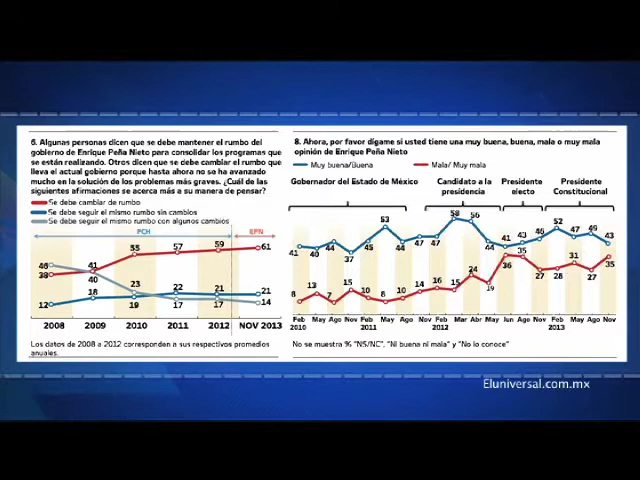 6. Algunas personas dicen que se debe mantener el rumbo del
gobierno de Enrique Peña Nieto para consolidar los programas que
se están realizando. Otros dicen que se debe cambiar el rumbo que
lleva el actual gobierno porque hasta ahora no se ha avanzado
mucho en la solución de los problemas más graves. ¿Cuál de las
siguientes afirmaciones se acerca más a su manera de pensar?
Se debe cambiar de rumbo
Se debe seguir el mismo rumbo sin cambios
Se debe seguir el mismo rumbo con algunos cambios
FCH EPN
55 57 59 61
46 41
38 40 23 22 21 21
12 18 19 17 17 14
2008 2009 2010 2011 2012 NOV 2013
Los datos de 2008 a 2012 corresponden a sus respectivos promedios
anuales.
8. Ahora, por favor dígame si usted tiene una muy buena, buena, mala o muy mala
opinión de Enrique Peña Nieto
Muy buena/Buena Mala/ Muy mala
Gobernador del Estado de México Candidato a la presidencia Presidente electo Presidente Constitucional
41 40 44 37 45 53 44 47 47 58 56 44 41 43 46 52 47 49 43
8 13 7 15 10 8 10 14 16 15 24 19 36 35 27 28 31 27 35
Feb May Ago Nov Feb May Ago Nov Feb Mar Abr May Jun Ago Nov Feb May Ago Nov
2010 2011 2012 2013
No se muestra % "NS/NC", "Ni buena ni mala" y "No lo conoce"
Eluniversal.com.mx